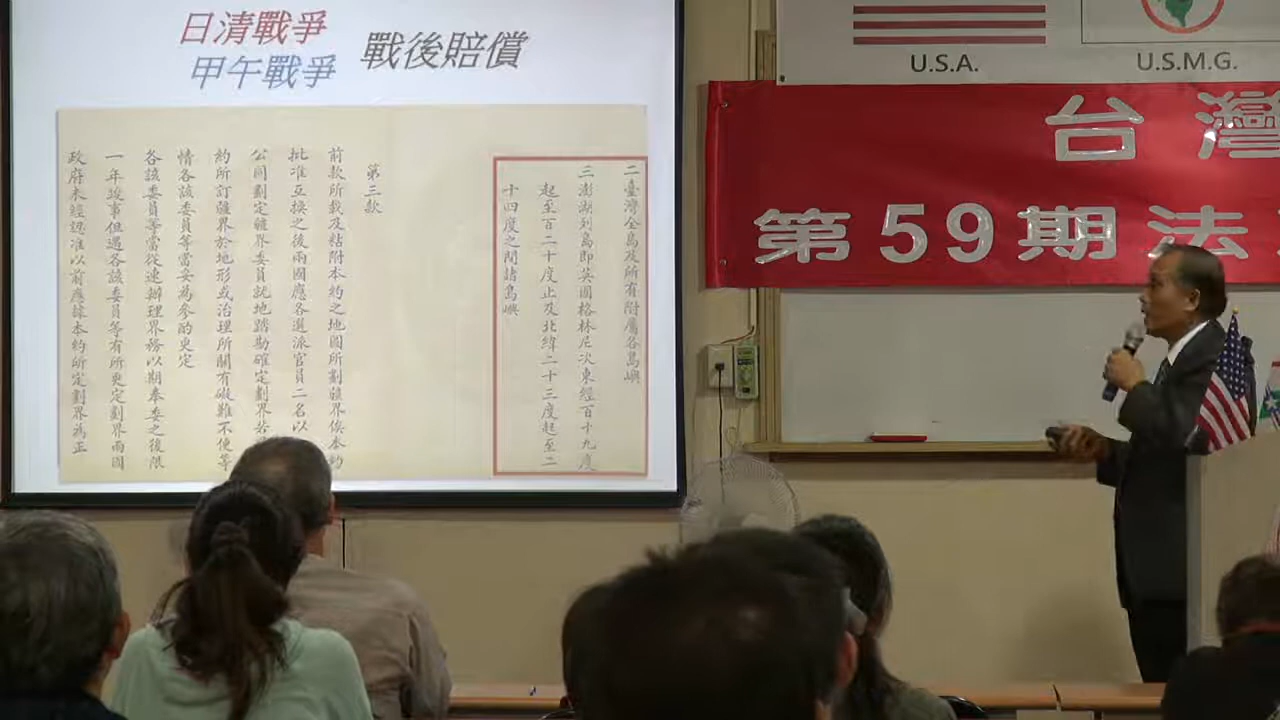 日清戰爭
甲午戰爭
戰後賠償
二臺灣全島及所有附屬各島嶼
三澎湖列島即英國格林尼次東經百十九度
起至百二十度止及北緯二十三度起至二
十四度之間諸島嶼
第三款
前款所載及粘附本約之地圖所劃疆界俟本約
批准互換之後兩國應各選派官員二名以
公同劃定疆界委員就地踏勘確定劃界若
約所訂疆界於地形或治理所關有礙難不便等
情各該委員等當妥為參酌更定
各該委員等當從速辦理界務以期奉委之後限
一年竣事但遇各該委員等有所更定劃界兩國
政府未經認准以前應據本約所定劃界為正
U.S.A.
U.S.M.G.
台灣
第59期法